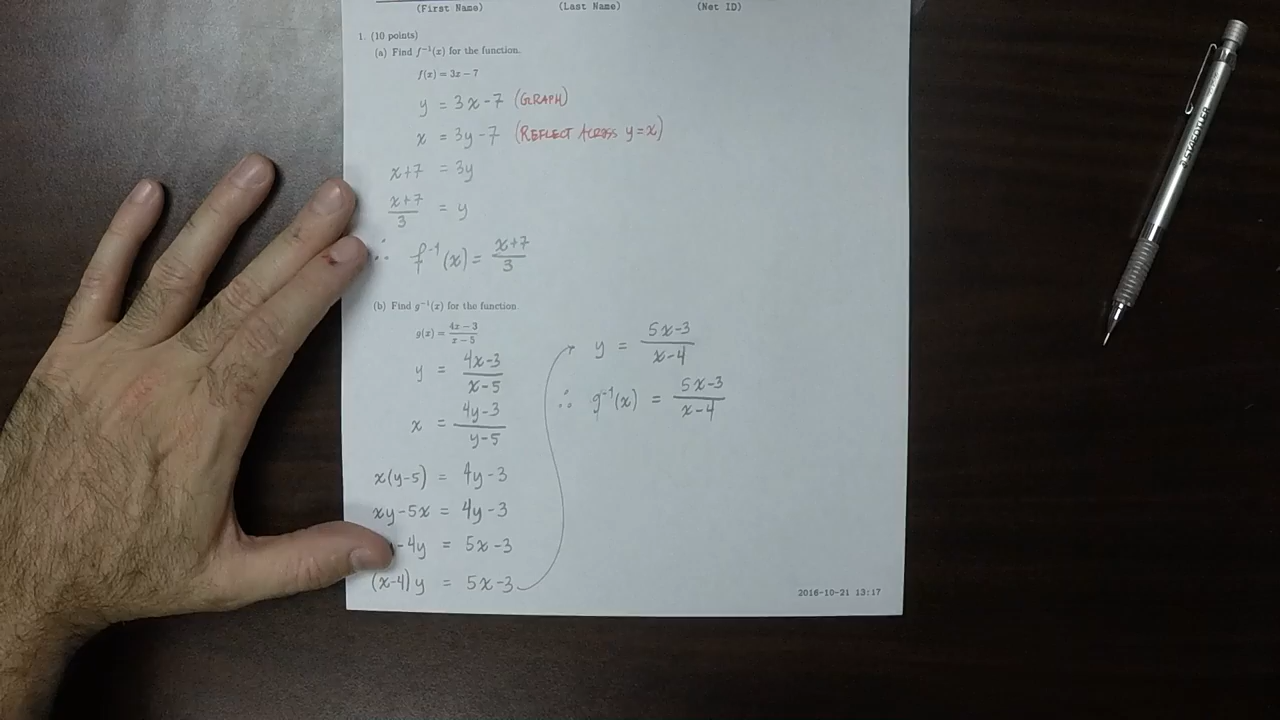 (First Name) (Last Name) (Net ID)
1. (10 points)
(a) Find f⁻¹(x) for the function.
f(x) = 3x − 7
y = 3x − 7 (GRAPH)
x = 3y − 7 (REFLECT ACROSS y = x)
x+7 = 3y
(x+7)/3 = y
∴ f⁻¹(x) = (x+7)/3
(b) Find g⁻¹(x) for the function.
g(x) = (4x − 3)/(x − 5)
y = (4x−3)/(x−5)
x = (4y−3)/(y−5)
x(y−5) = 4y−3
xy−5x = 4y−3
−4y = 5x−3
(x−4)y = 5x−3
y = (5x−3)/(x−4)
∴ g⁻¹(x) = (5x−3)/(x−4)
2016-10-21 13:17
STAEDTLER